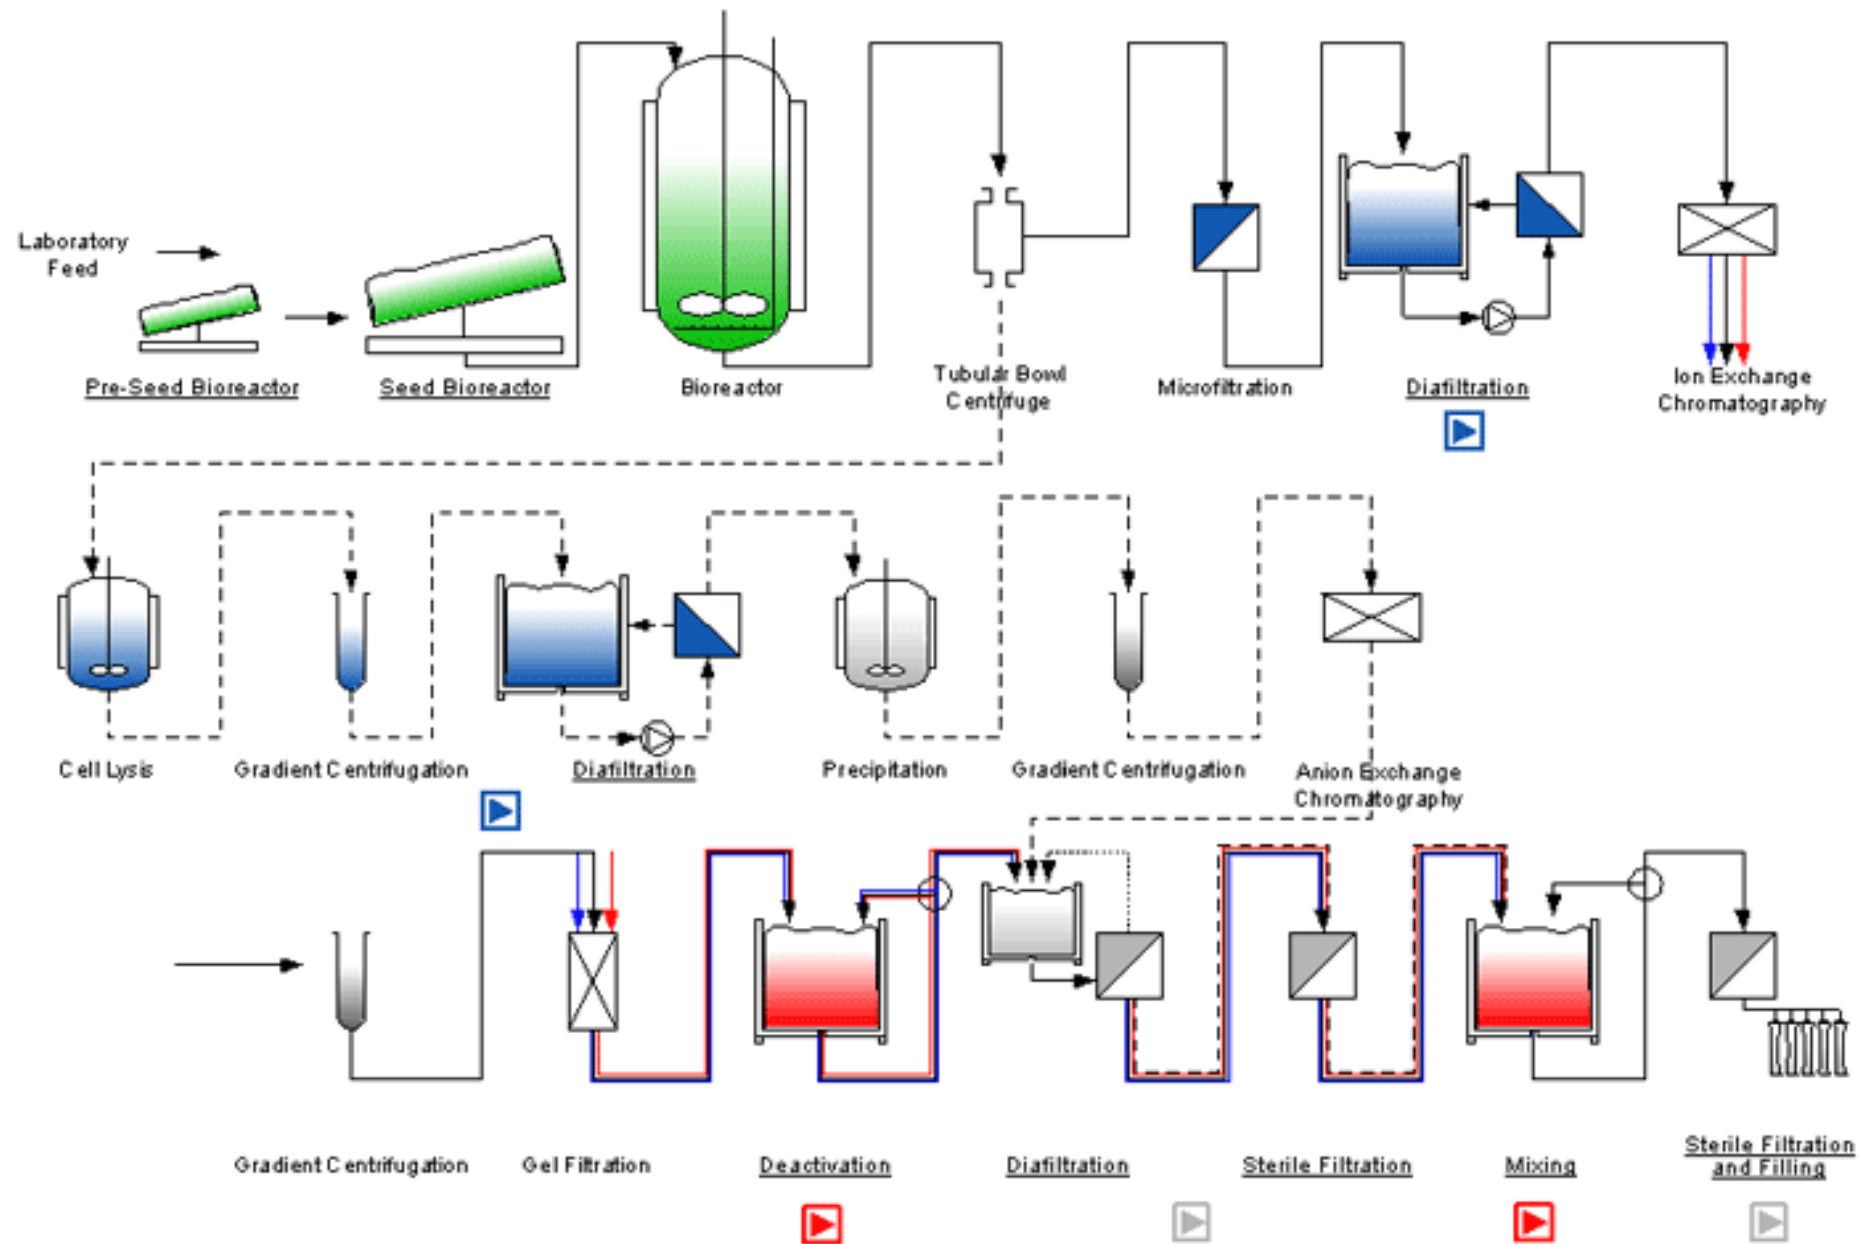 Laboratory
Feed
Pre-Seed Bioreactor
Seed Bioreactor
Bioreactor
Tubular Bowl
Centrifuge
Microfiltration
Diafiltration
Ion Exchange
Chromatography
Cell Lysis
Gradient Centrifugation
Diafiltration
Precipitation
Gradient Centrifugation
Anion Exchange
Chromatography
Gradient Centrifugation
Gel Filtration
Deactivation
Diafiltration
Sterile Filtration
Mixing
Sterile Filtration
and Filling